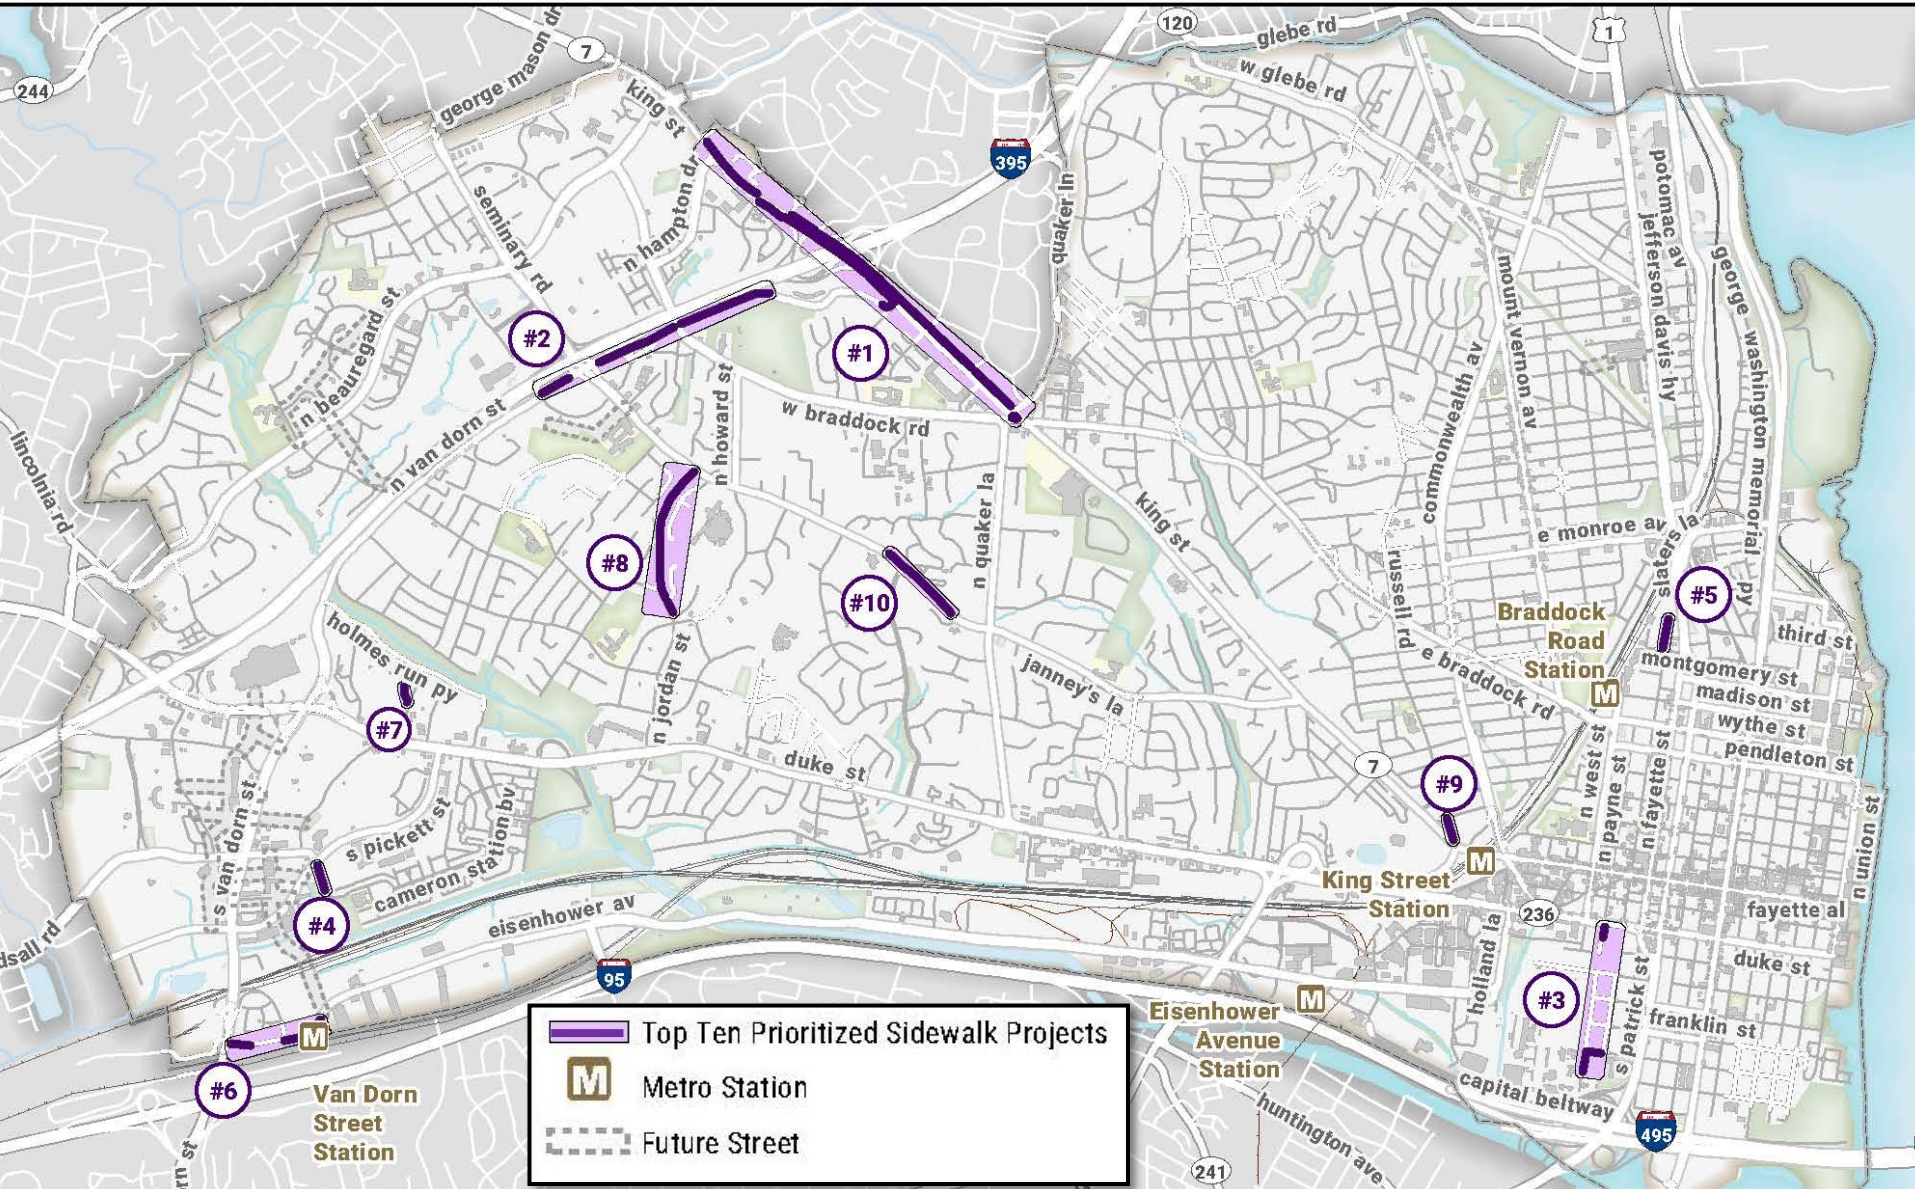 120
glebe rd
1
7
george mason dr
244
king st
w glebe rd
395
quaker ln
potomac av
jefferson davis hy
seminary rd
n hampton dr
george washington memorial py
mount vernon av
#2
#1
n beauregard st
commonwealth av
n howard st
w braddock rd
n van dorn st
lincolnia rd
n quaker la
king st
e monroe av
slaters la
#8
#10
russell rd
#5
Braddock
Road
Station
M
third st
montgomery st
madison st
wythe st
pendleton st
holmes run py
n jordan st
janney's la
e braddock rd
#7
duke st
7
#9
n west st
n payne st
n fayette st
n union st
s van dorn st
s pickett st
cameron station bv
M
King Street
Station
236
fayette al
#4
eisenhower av
dsall rd
95
holland la
duke st
#3
s patrick st
franklin st
M
Eisenhower
Avenue
Station
capital beltway
M
#6
Van Dorn
Street
Station
huntington ave
495
241
rn st
Top Ten Prioritized Sidewalk Projects
M Metro Station
Future Street